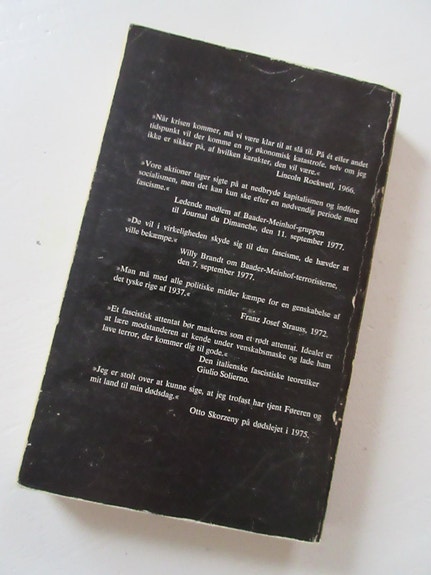 »Når krisen kommer, må vi være klar til at slå til. På ét eller andet
tidspunkt vil der komme en ny økonomisk katastrofe, selv om jeg
ikke er sikker på, af hvilken karakter, den vil være.«
Lincoln Rockwell, 1966.
»Vore aktioner tager sigte på at nedbryde kapitalismen og indføre
socialismen, men det kan kun ske efter en nødvendig periode med
fascisme.«
Ledende medlem af Baader-Meinhof-gruppen
til Journal du Dimanche, den 11. september 1977.
»De vil i virkeligheden skyde sig til den fascisme, de hævder at
ville bekæmpe.«
Willy Brandt om Baader-Meinhof-terroristerne,
den 7. september 1977.
»Man må med alle politiske midler kæmpe for en genskabelse af
det tyske rige af 1937.«
Franz Josef Strauss, 1972.
»Et fascistisk attentat bør maskeres som et rødt attentat. Idealet er
at lære modstanderen at kende under venskabsmaske og lade ham
lave terror, der kommer dig til gode.«
Den italienske fascistiske teoretiker
Giulio Solierno.
»Jeg er stolt over at kunne sige, at jeg trofast har tjent Føreren og
mit land til min dødsdag.«
Otto Skorzeny på dødslejet i 1975.